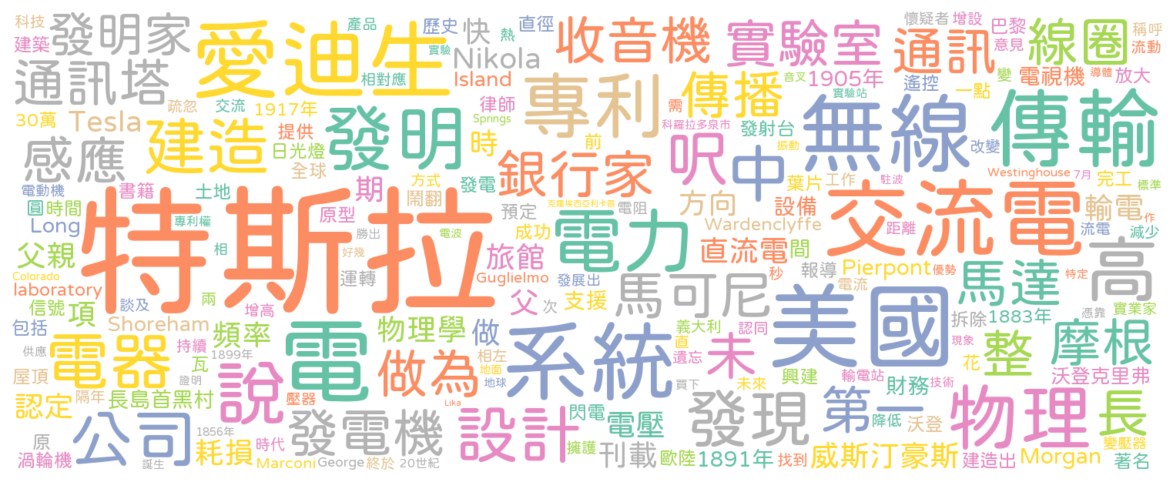 科技
發明家
愛迪生
產品
歷史
快
直徑
熱
收音機
實驗室
懷疑者
增設
巴黎
線圈
稱呼
流動
建築
通訊塔
實驗
相對應
Nikola
Island
音叉
1905年
通訊
意見
遙控
變
電視機
導體
放大
一點
30萬
Tesla
疏忽
交流
1917年
律師
Springs
專利
需
傳播
實驗站
無線
傳輸
感應
建造
提供
日光燈
全球
發明
時
前
科羅拉多泉市
發射台
振動
改變
電動機
書籍
土地
期
方式
鬧翻
發電
銀行家
呎
中
葉片
工作
駐波
Westinghouse
7月
完工
標準
圓
時間
Long
專利權
原型
克羅埃西亞利卡區
預定
電阻
方向
設備
Wardenclyffe
交流電
距離
輸電
作
流電
減少
特斯拉
相
勝出
電波
成功
電力
直流電
間
父親
好幾
旅館
秒
報導
Pierpont
優勢
馬達
高
特定
Colorado
laboratory
運轉
Guglielmo
發展出
電流
信號
項
談及
兩
增高
父
次
支援
馬可尼
美國
拆除
1883年
憑靠
實業家
包括
Shoreham
頻率
電
物理學
做
系統
義大利
直
認同
未
現象
整
摩根
供應
電器
持續
瓦
1899年
做為
相左
地面
遺忘
花
屋頂
隔年
證明
說
地球
買下
未來
興建
輸電站
財務
技術
沃登克里弗
認定
長島首黑村
壓器
Lika
設計
閃電
電壓
發現
第一
降低
沃登
物理
長
原
渦輪機
公司
1856年
誕生
耗損
時代
Marconi
發電機
George
終於
20世紀
擁護
刊載
歐陸
1891年
找到
威斯汀豪斯
建造出
Morgan
變壓器
著名